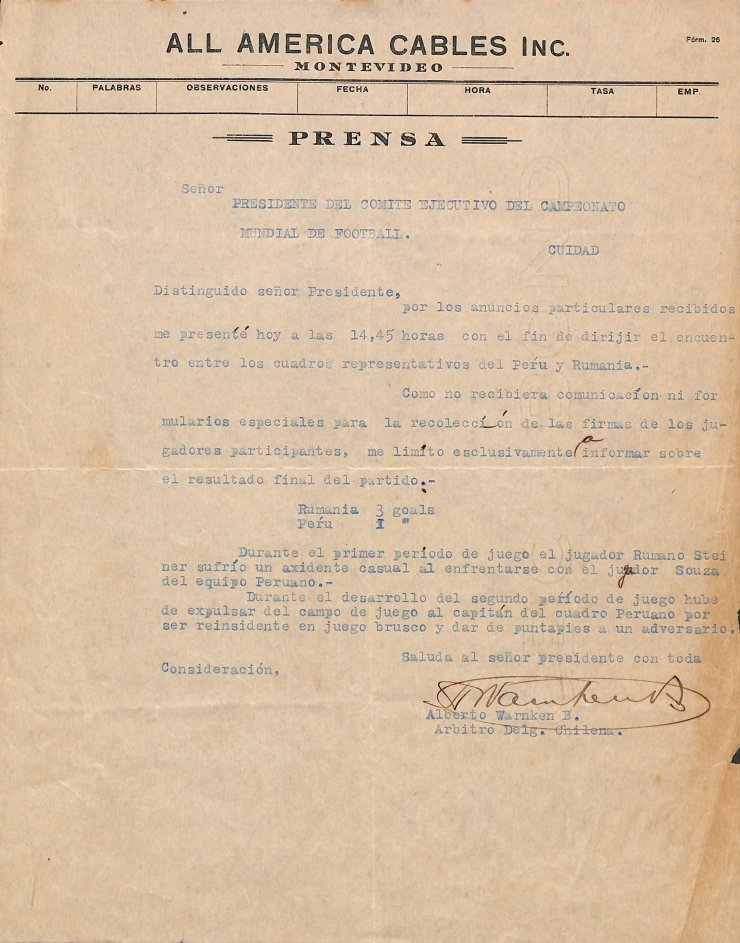 Fórm. 26
ALL AMERICA CABLES INC.
MONTEVIDEO
No. PALABRAS OBSERVACIONES FECHA HORA TASA EMP.
PRENSA
Señor
PRESIDENTE DEL COMITE EJECUTIVO DEL CAMPEONATO
MUNDIAL DE FOOTBALL.
CUIDAD
Distinguido señor Presidente,
por los anuncios particulares recibidos
me presenté hoy a las 14,45 horas con el fin de dirijir el encuen-
tro entre los cuadros representativos del Perú y Rumania.-
Como no recibiera comunicación ni for
mularios especiales para la recolección de las firmas de los ju-
gadores participantes, me limito esclusivamente a informar sobre
el resultado final del partido.-
Rumania 3 goals
Perú I "
Durante el primer período de juego el jugador Rumano Stei
ner sufrío un axidente casual al enfrentarse con el jugador Souza
del equipo Peruano.-
Durante el desarrollo del segundo período de juego hube
de expulsar del campo de juego al capitán del cuadro Peruano por
ser reinsidente en juego brusco y dar de puntapies a un adversario.
Saluda al señor presidente con toda
Consideración,
A Warnken B
Alberto Warnken B.
Arbitro Delg. Chilena.